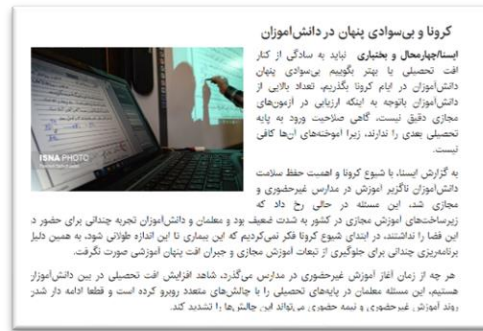 کرونا و بی‌سوادی پنهان در دانش‌آموزان
ایسنا/چهارمحال و بختیاری نباید به سادگی از کنار
افت تحصیلی یا بهتر بگوییم بی‌سوادی پنهان
دانش‌آموزان در ایام کرونا بگذریم، تعداد بالایی از
دانش‌آموزان باتوجه به اینکه ارزیابی در آزمون‌های
مجازی دقیق نیست، گاهی صلاحیت ورود به پایه
تحصیلی بعدی را ندارند، زیرا آموخته‌های آن‌ها کافی
نیست.
ISNA PHOTO
به گزارش ایسنا، با شیوع کرونا و اهمیت حفظ سلامت
دانش‌آموزان ناگزیر آموزش در مدارس غیرحضوری و
مجازی شد، این مسئله در حالی رخ داد که
زیرساخت‌های آموزش مجازی در کشور به شدت ضعیف بود و معلمان و دانش‌آموزان تجربه چندانی برای حضور د
این فضا را نداشتند، در ابتدای شیوع کرونا فکر نمی‌کردیم که این بیماری تا این اندازه طولانی شود، به همین دلیل
برنامه‌ریزی چندانی برای جلوگیری از تبعات آموزش مجازی و جبران افت پنهان آموزشی صورت نگرفت.
هر چه از زمان آغاز آموزش غیرحضوری در مدارس می‌گذرد، شاهد افزایش افت تحصیلی در بین دانش‌آموزار
هستیم، این مسئله معلمان در پایه‌های تحصیلی را با چالش‌های متعدد روبرو کرده است و قطعا ادامه دار شدن
روند آموزش غیرحضوری و نیمه حضوری می‌تواند این چالش‌ها را تشدید کند.